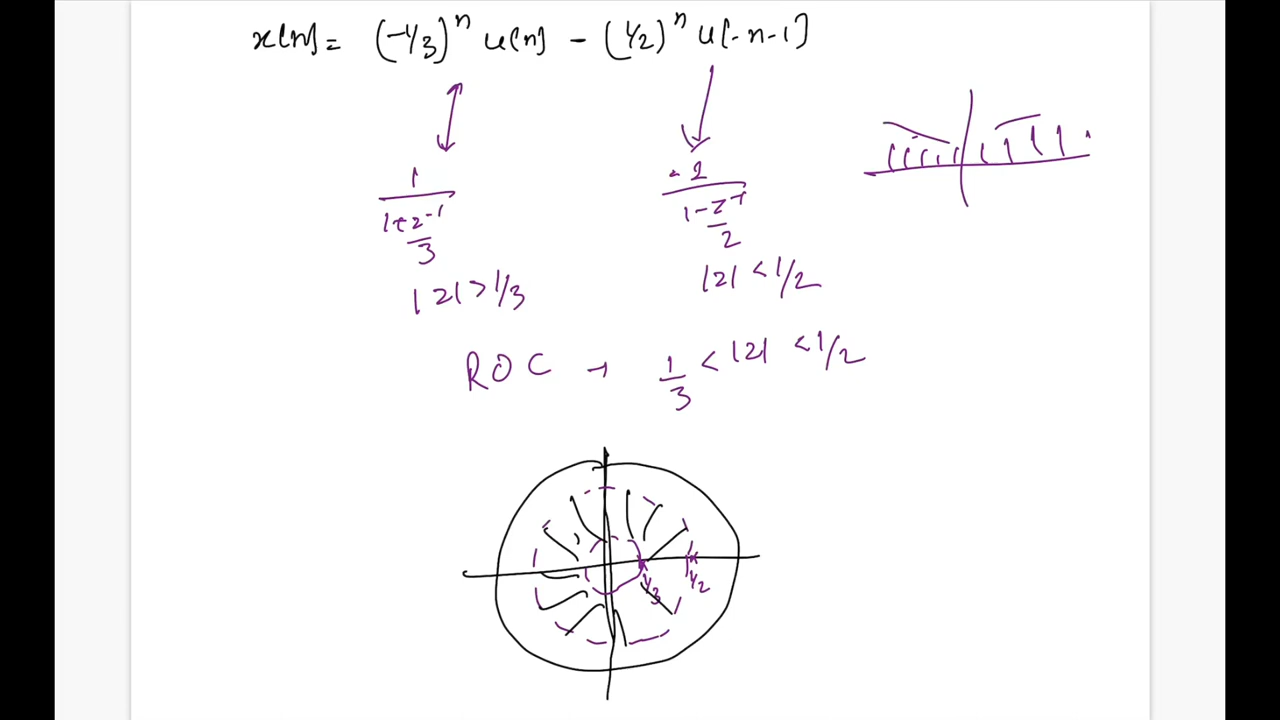 x[n] = (-1/3)^n u[n] - (1/2)^n u[-n-1]
1 / (1+z^-1/3)
-2 / (1-z^-1/2)
|z| > 1/3
|z| < 1/2
ROC → 1/3 < |z| < 1/2
1/3
1/2